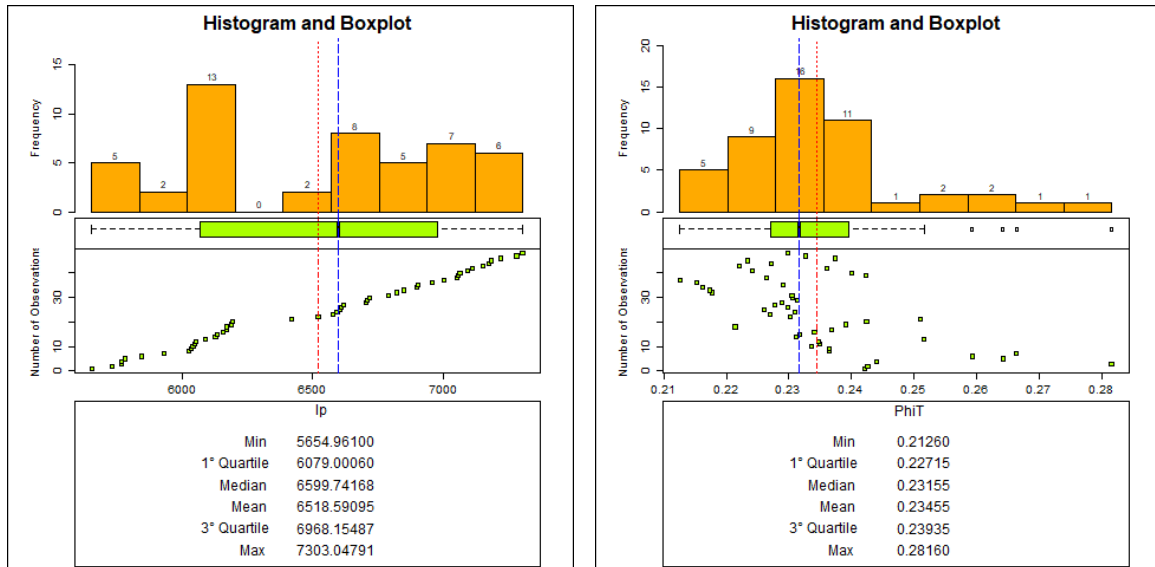 Histogram and Boxplot
Frequency
15
10
5
0
5
2
13
0
2
8
5
7
6
Number of Observations
30
10
0
6000 6500 7000
Ip
Min 5654.96100
1° Quartile 6079.00060
Median 6599.74168
Mean 6518.59095
3° Quartile 6968.15487
Max 7303.04791
Histogram and Boxplot
Frequency
20
15
10
5
0
5
9
16
11
1
2
2
1
1
Number of Observations
30
10
0
0.21 0.22 0.23 0.24 0.25 0.26 0.27 0.28
PhiT
Min 0.21260
1° Quartile 0.22715
Median 0.23155
Mean 0.23455
3° Quartile 0.23935
Max 0.28160